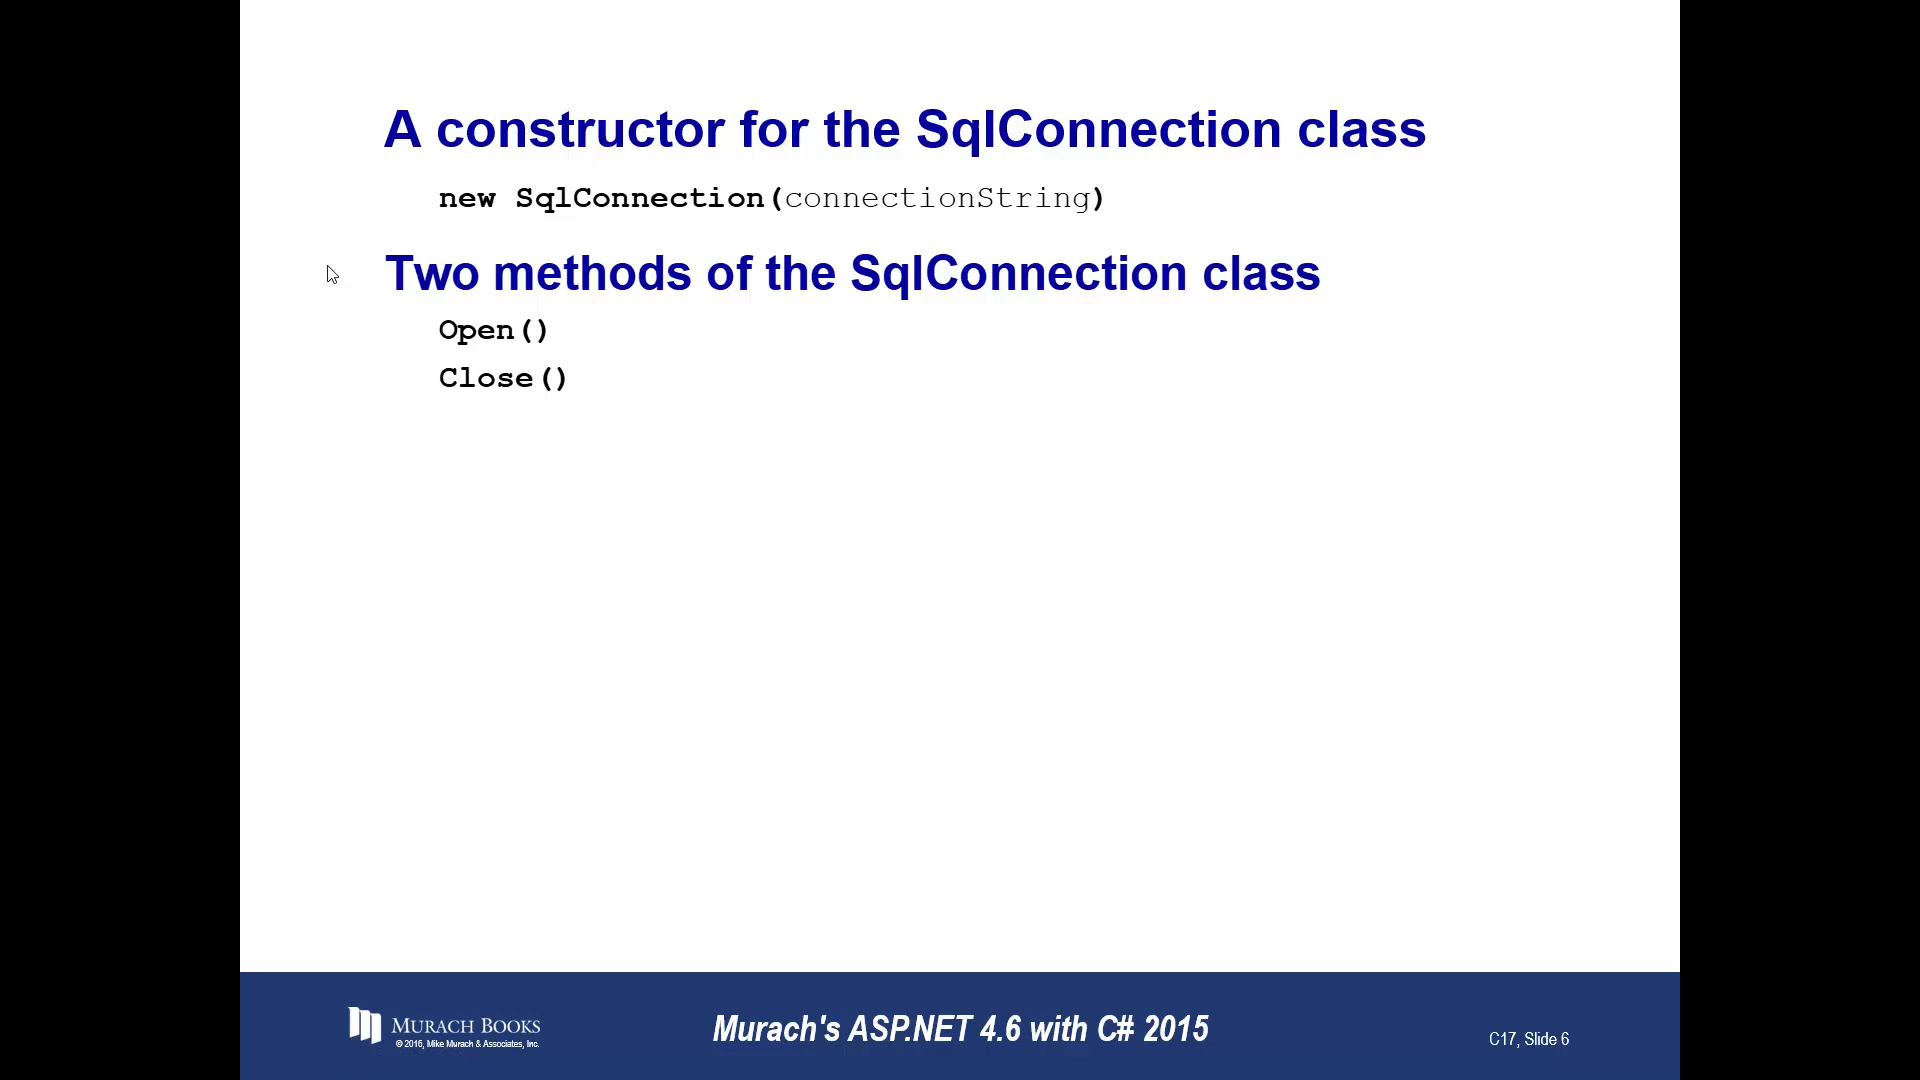 A constructor for the SqlConnection class
new SqlConnection(connectionString)
Two methods of the SqlConnection class
Open()
Close()
MURACH BOOKS
© 2016, Mike Murach & Associates, Inc.
Murach's ASP.NET 4.6 with C# 2015
C17, Slide 6